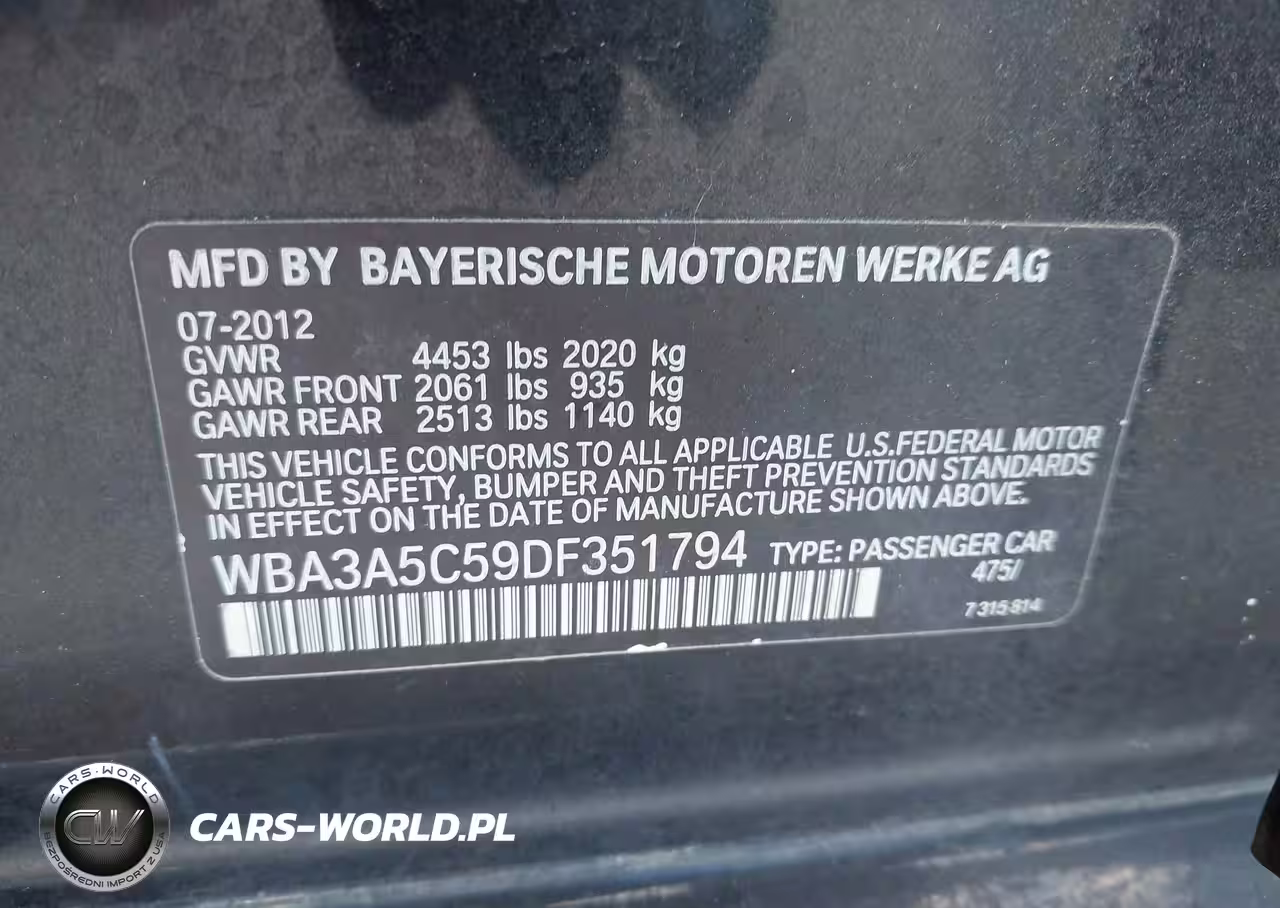 MFD BY BAYERISCHE MOTOREN WERKE AG
07-2012
GVWR 4453 lbs 2020 kg
GAWR FRONT 2061 lbs 935 kg
GAWR REAR 2513 lbs 1140 kg
THIS VEHICLE CONFORMS TO ALL APPLICABLE U.S.FEDERAL MOTOR
VEHICLE SAFETY, BUMPER AND THEFT PREVENTION STANDARDS
IN EFFECT ON THE DATE OF MANUFACTURE SHOWN ABOVE.
WBA3A5C59DF351794 TYPE: PASSENGER CAR
475/
7 315 814
CARS-WORLD
CW
BEZPOŚREDNI IMPORT Z USA
CARS-WORLD.PL